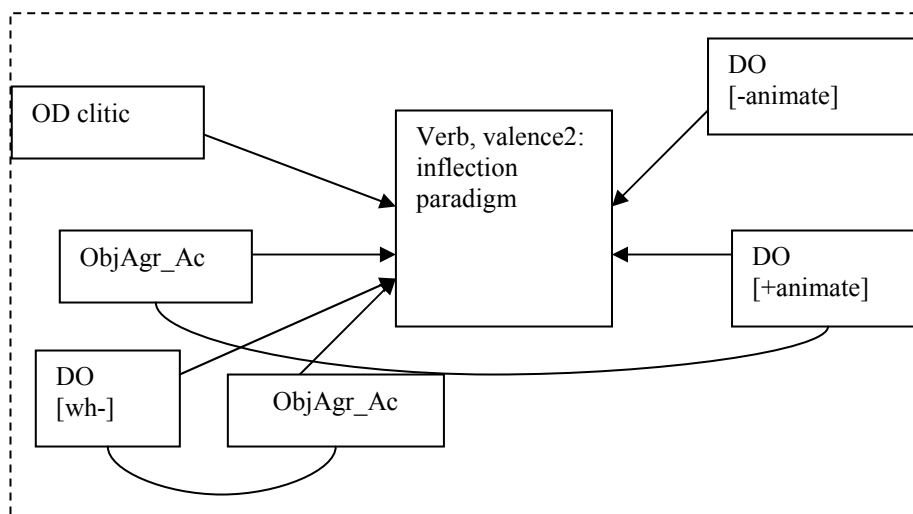 OD clitic
Verb, valence2:
inflection
paradigm
DO
[-animate]
ObjAgr_Ac
DO
[+animate]
DO
[wh-]
ObjAgr_Ac